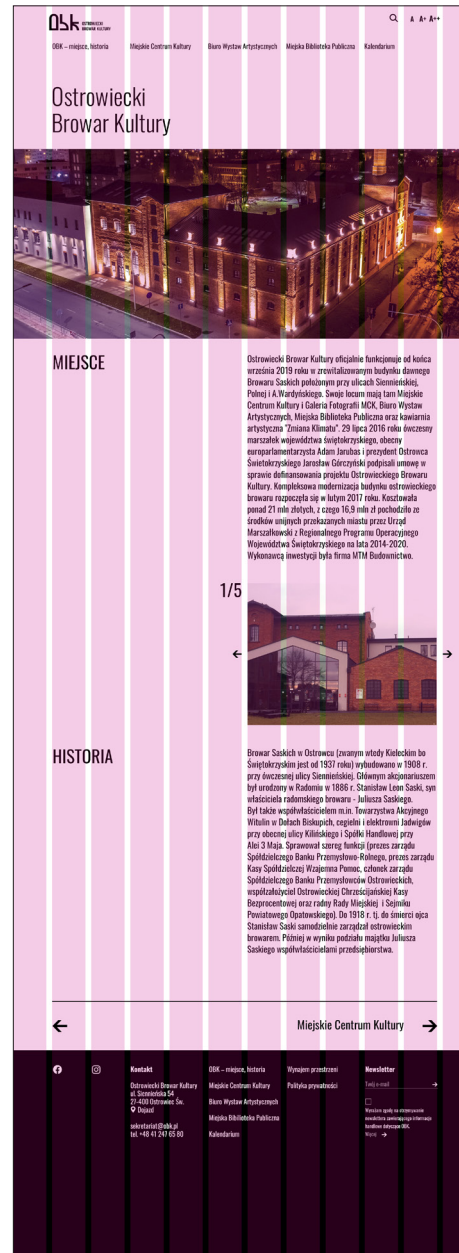 OBK OSTROWIECKI
BROWAR KULTURY
A A+ A++
OBK – miejsce, historia Miejskie Centrum Kultury Biuro Wystaw Artystycznych Miejska Biblioteka Publiczna Kalendarium
Ostrowiecki
Browar Kultury
MIEJSCE
Ostrowiecki Browar Kultury oficjalnie funkcjonuje od końca
września 2019 roku w zrewitalizowanym budynku dawnego
Browaru Saskich położonym przy ulicach Siennieńskiej,
Polnej i A.Wardyńskiego. Swoje locum mają tam Miejskie
Centrum Kultury i Galeria Fotografii MCK, Biuro Wystaw
Artystycznych, Miejska Biblioteka Publiczna oraz kawiarnia
artystyczna "Zmiana Klimatu". 29 lipca 2016 roku ówczesny
marszałek województwa świętokrzyskiego, obecny
europarlamentarzysta Adam Jarubas i prezydent Ostrowca
Świetokrzyskiego Jarosław Górczyński podpisali umowę w
sprawie dofinansowania projektu Ostrowieckiego Browaru
Kultury. Kompleksowa modernizacja budynku ostrowieckiego
browaru rozpoczęła się w lutym 2017 roku. Kosztowała
ponad 21 mln złotych, z czego 16,9 mln zł pochodziło ze
środków unijnych przekazanych miastu przez Urząd
Marszałkowski z Regionalnego Programu Operacyjnego
Województwa Świętokrzyskiego na lata 2014-2020.
Wykonawcą inwestycji była firma MTM Budownictwo.
1/5
HISTORIA
Browar Saskich w Ostrowcu (zwanym wtedy Kieleckim bo
Świętokrzyskim jest od 1937 roku) wybudowano w 1908 r.
przy ówczesnej ulicy Siennieńskiej. Głównym akcjonariuszem
był urodzony w Radomiu w 1886 r. Stanisław Leon Saski, syn
właściciela radomskiego browaru - Juliusza Saskiego.
Był także współwłaścicielem m.in. Towarzystwa Akcyjnego
Witulin w Dołach Biskupich, cegielni i elektrowni Jadwigów
przy obecnej ulicy Kilińskiego i Spółki Handlowej przy
Alei 3 Maja. Sprawował szereg funkcji (prezes zarządu
Spółdzielczego Banku Przemysłowo-Rolnego, prezes zarządu
Kasy Spółdzielczej Wzajemna Pomoc, członek zarządu
Spółdzielczego Banku Przemysłowców Ostrowieckich,
współzałożyciel Ostrowieckiej Chrześcijańskiej Kasy
Bezprocentowej oraz radny Rady Miejskiej i Sejmiku
Powiatowego Opatowskiego). Do 1918 r. tj. do śmierci ojca
Stanisław Saski samodzielnie zarządzał ostrowieckim
browarem. Później w wyniku podziału majątku Juliusza
Saskiego współwłaścicielami przedsiębiorstwa.
Miejskie Centrum Kultury
Kontakt
Ostrowiecki Browar Kultury
ul. Siennieńska 54
27-400 Ostrowiec Św.
Dojazd
sekretariat@obk.pl
tel. +48 41 247 65 80
OBK – miejsce, historia
Miejskie Centrum Kultury
Biuro Wystaw Artystycznych
Miejska Bibilioteka Publiczna
Kalendarium
Wynajem przestrzeni
Polityka prywatności
Newsletter
Twój e-mail
Wyrażam zgodę na otrzymywanie
newslettera zawierającego informacje
handlowe dotyczące OBK.
Więcej